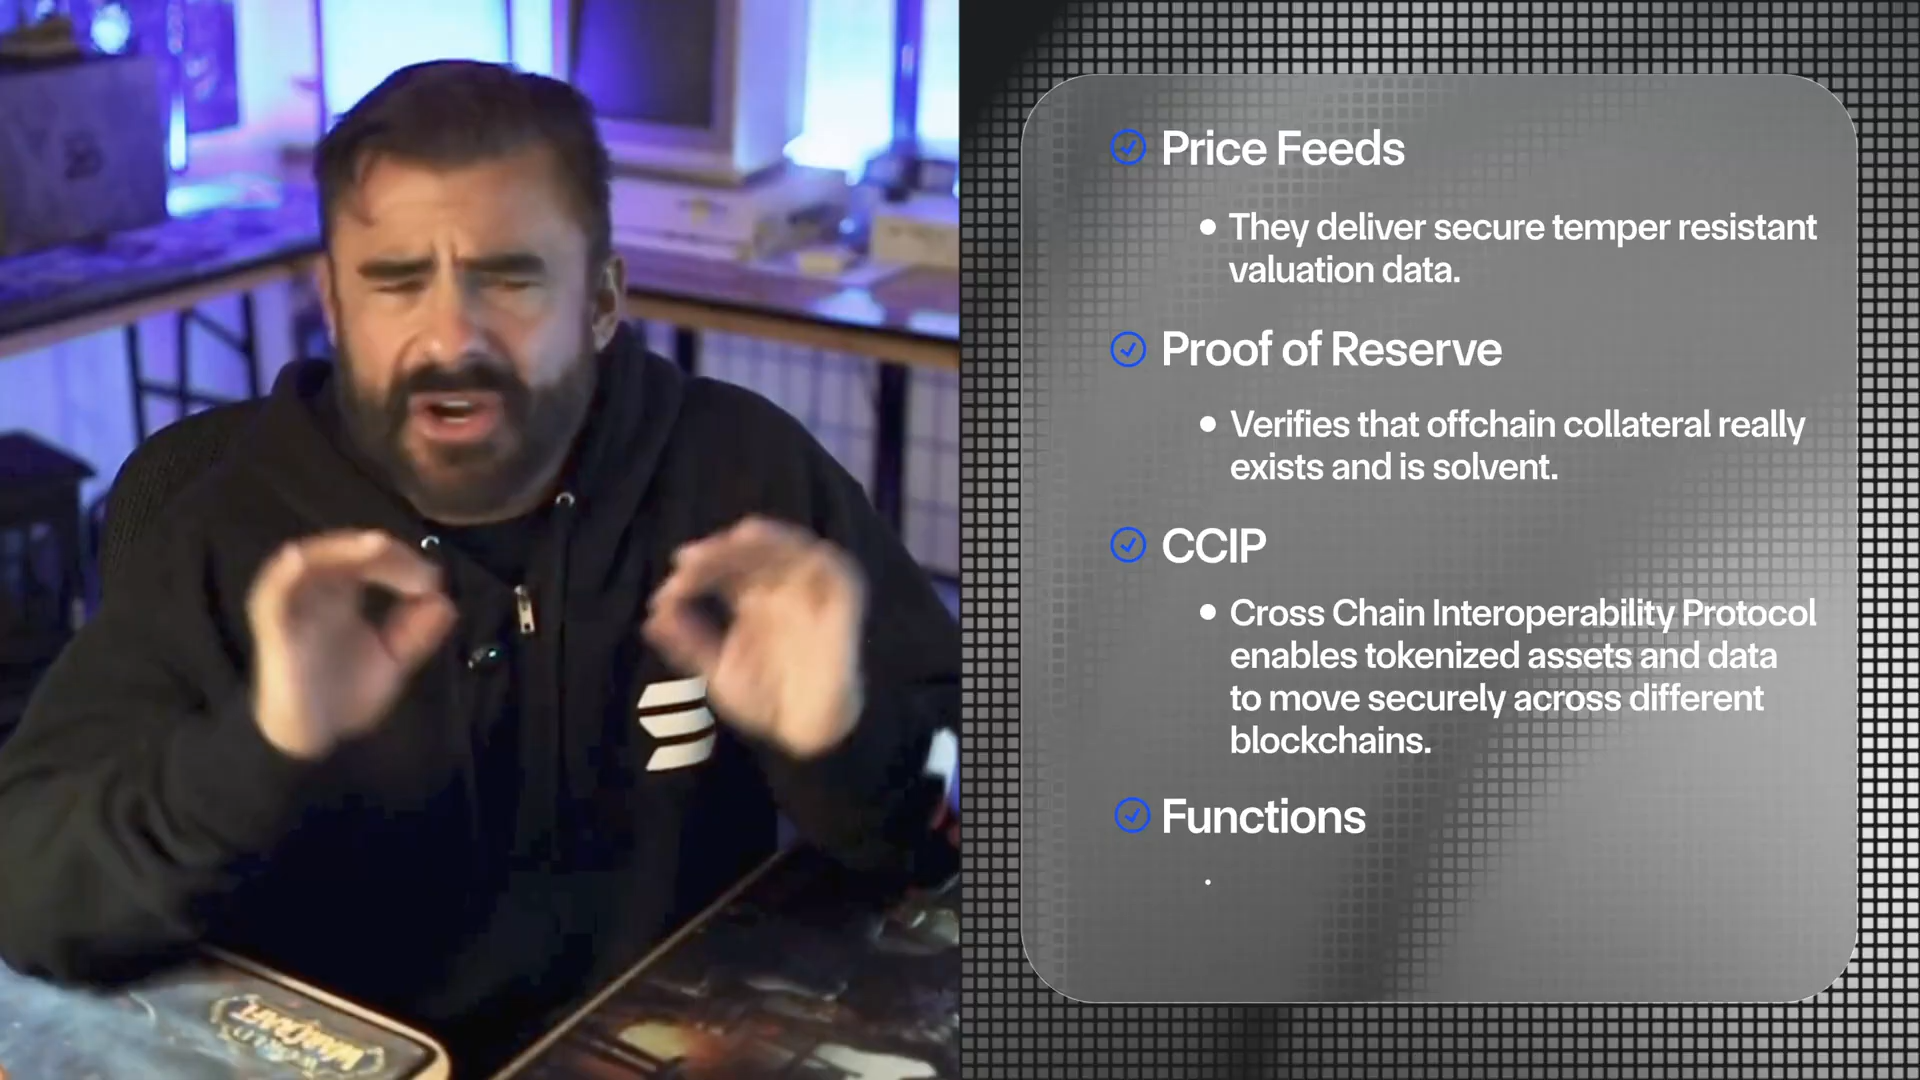 Price Feeds
They deliver secure temper resistant
valuation data.
Proof of Reserve
Verifies that offchain collateral really
exists and is solvent.
CCIP
Cross Chain Interoperability Protocol
enables tokenized assets and data
to move securely across different
blockchains.
Functions
WORLD
WARCRAFT